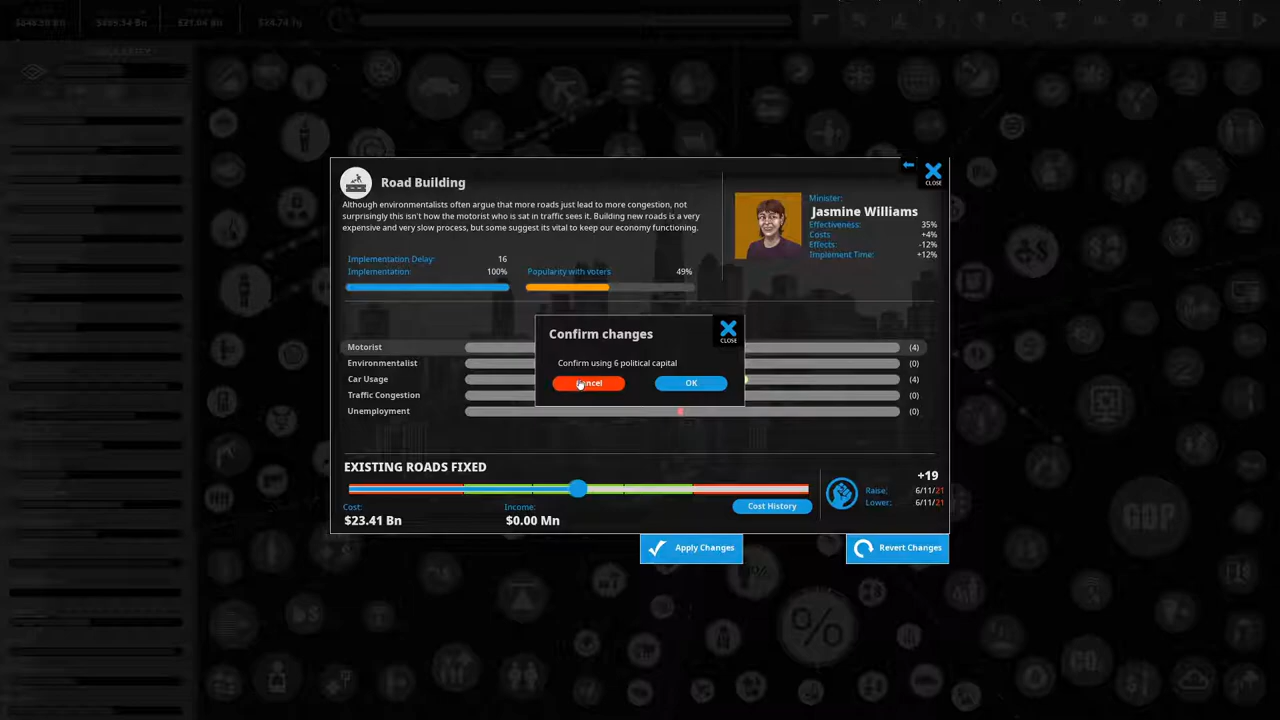 Road Building
CLOSE
Although environmentalists often argue that more roads just lead to more congestion, not
surprisingly this isn't how the motorist who is sat in traffic sees it. Building new roads is a very
expensive and very slow process, but some suggest its vital to keep our economy functioning.
Minister:
Jasmine Williams
Effectiveness: 35%
Costs: +4%
Effects: -12%
Implement Time: +12%
Implementation Delay: 16
Implementation: 100%
Popularity with voters 49%
Confirm changes
CLOSE
Confirm using 6 political capital
OK
Motorist (4)
Environmentalist (0)
Car Usage (4)
Traffic Congestion (0)
Unemployment (0)
EXISTING ROADS FIXED
+19
Raise: 6/11/21
Lower: 6/11/21
Cost: Income:
Cost History
$23.41 Bn $0.00 Mn
Apply Changes
Revert Changes
GDP
%